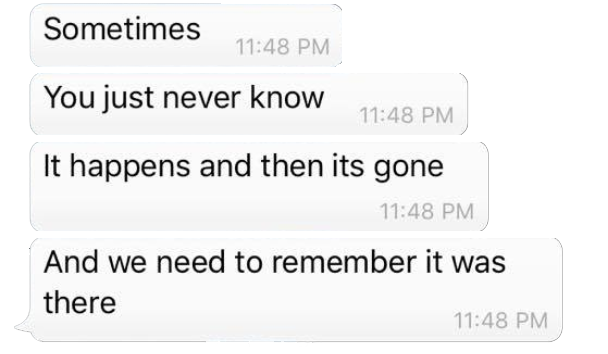 Sometimes
11:48 PM
You just never know
11:48 PM
It happens and then its gone
11:48 PM
And we need to remember it was
there
11:48 PM